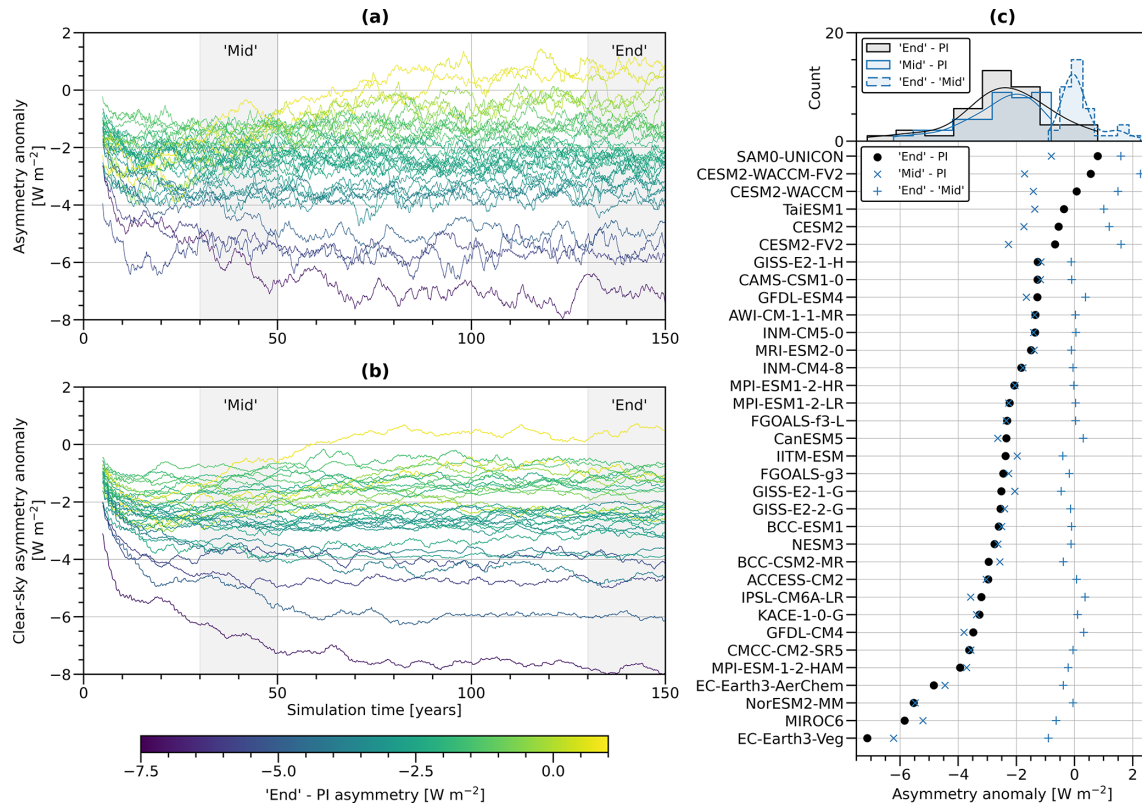 (a)
Asymmetry anomaly
[W m⁻²]
2
0
−2
−4
−6
−8
'Mid'
'End'
0
50
100
150
(b)
Clear-sky asymmetry anomaly
[W m⁻²]
2
0
−2
−4
−6
−8
'Mid'
'End'
0
50
100
150
Simulation time [years]
−7.5
−5.0
−2.5
0.0
'End' - PI asymmetry [W m⁻²]
(c)
Count
20
10
0
'End' - PI
'Mid' - PI
'End' - 'Mid'
'End' - PI
'Mid' - PI
'End' - 'Mid'
SAM0-UNICON
CESM2-WACCM-FV2
CESM2-WACCM
TaiESM1
CESM2
CESM2-FV2
GISS-E2-1-H
CAMS-CSM1-0
GFDL-ESM4
AWI-CM-1-1-MR
INM-CM5-0
MRI-ESM2-0
INM-CM4-8
MPI-ESM1-2-HR
MPI-ESM1-2-LR
FGOALS-f3-L
CanESM5
IITM-ESM
FGOALS-g3
GISS-E2-1-G
GISS-E2-2-G
BCC-ESM1
NESM3
BCC-CSM2-MR
ACCESS-CM2
IPSL-CM6A-LR
KACE-1-0-G
GFDL-CM4
CMCC-CM2-SR5
MPI-ESM-1-2-HAM
EC-Earth3-AerChem
NorESM2-MM
MIROC6
EC-Earth3-Veg
−6
−4
−2
0
2
Asymmetry anomaly [W m⁻²]